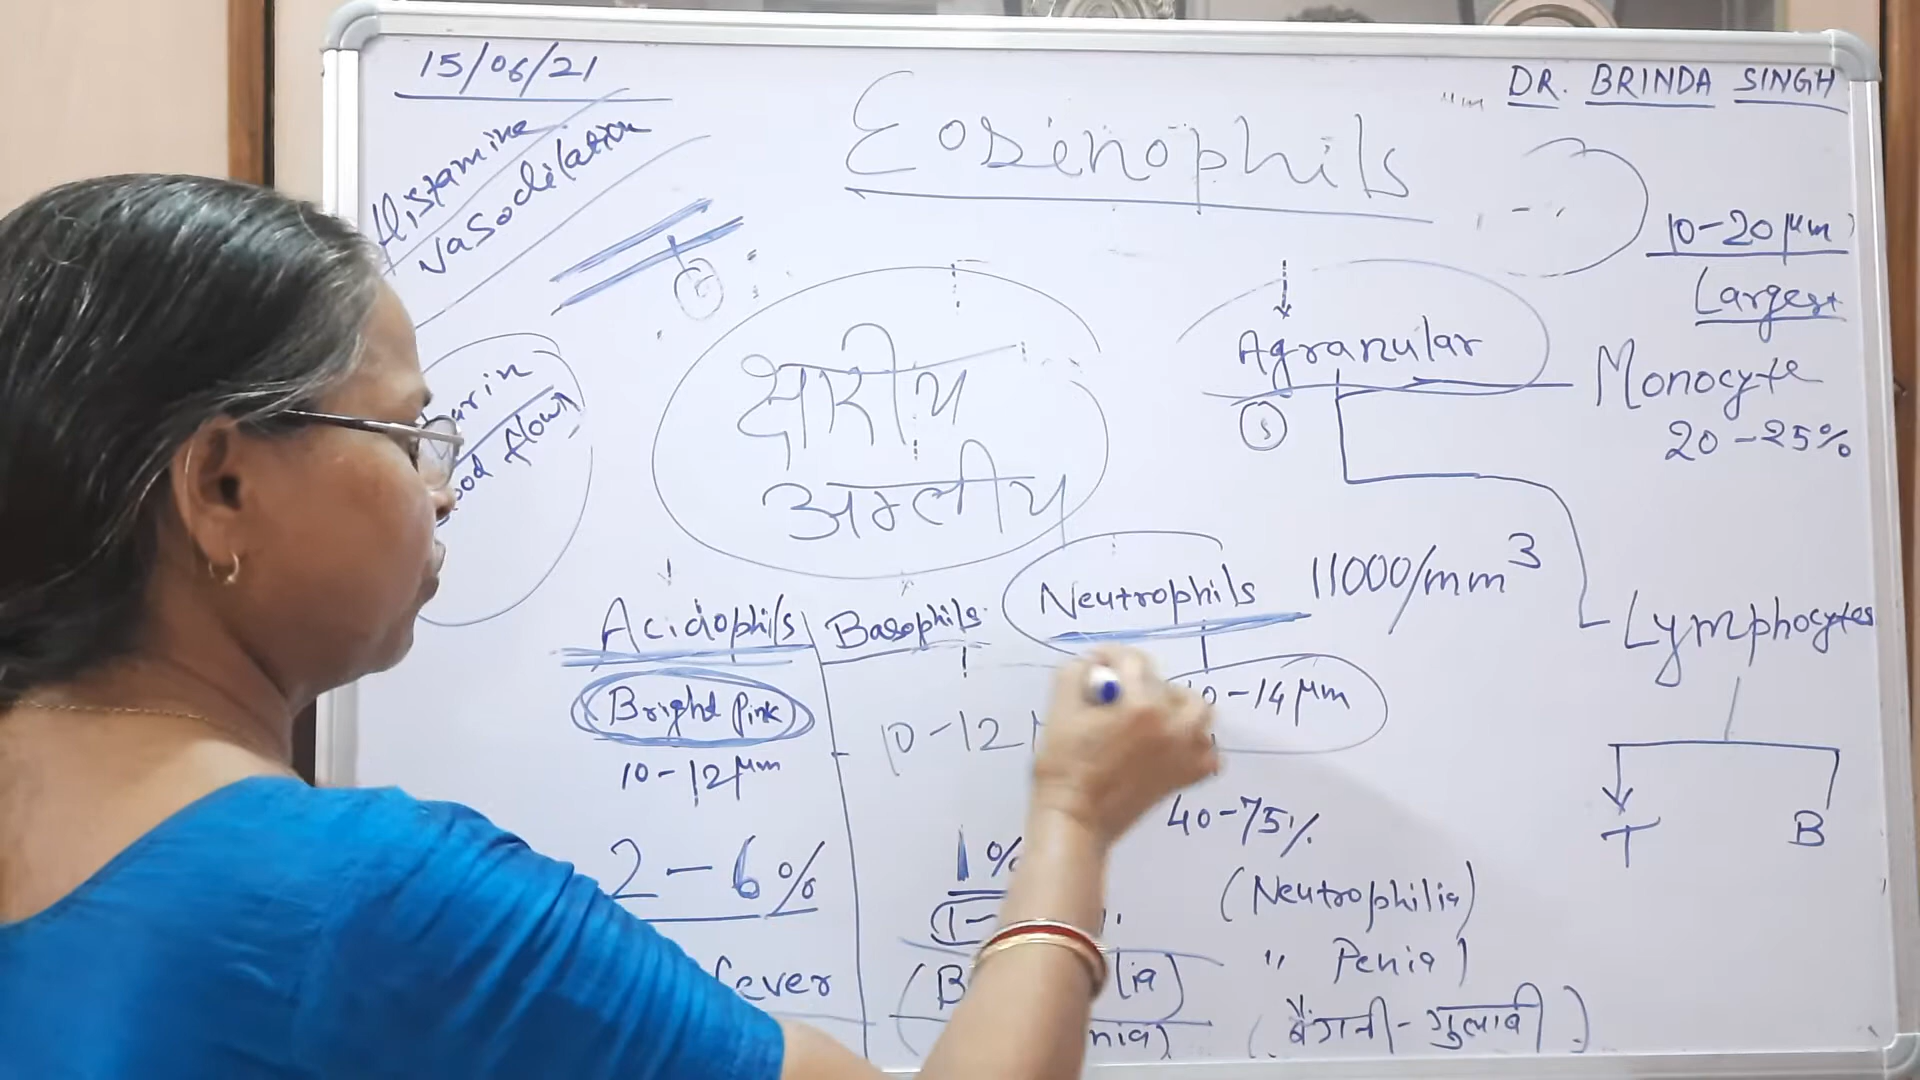 15/06/21
DR. BRINDA SINGH
Eosinophils
Histamine
Vasodilation
10-20 μm
Largest
Agranular
Monocyte
20-25%
flow
क्षारीय
अम्लीय
Acidophils
Basophils
Neutrophils
11000/mm³
Lymphocytes
Bright Pink
10-12 μm
10-12
-14 μm
T
B
2-6%
1%
40-75%
(Neutrophilia)
" Penia)
fever
(बैंगनी-गुलाबी)